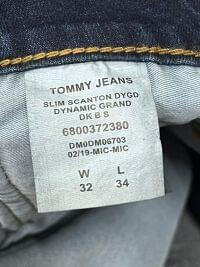 TOMMY JEANS
SLIM SCANTON DYGD
DYNAMIC GRAND
DK B S
6800372380
DM0DM06703
02/19-MIC-MIC
W L
32 34